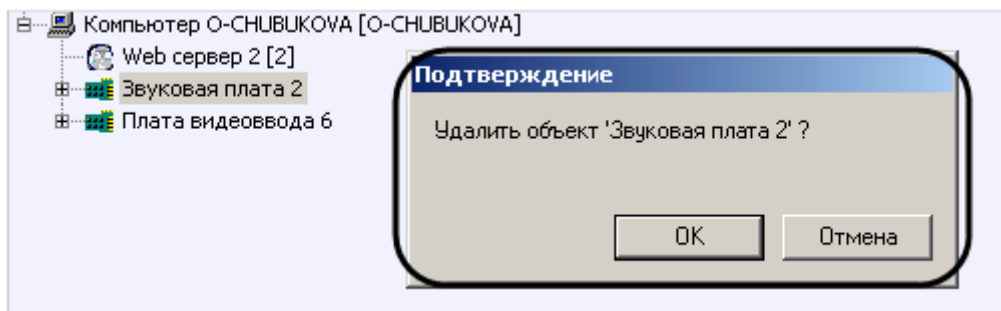 Компьютер O-CHUBUKOVA [O-CHUBUKOVA]
Web сервер 2 [2]
Звуковая плата 2
Плата видеоввода 6
Подтверждение
Удалить объект 'Звуковая плата 2' ?
OK
Отмена